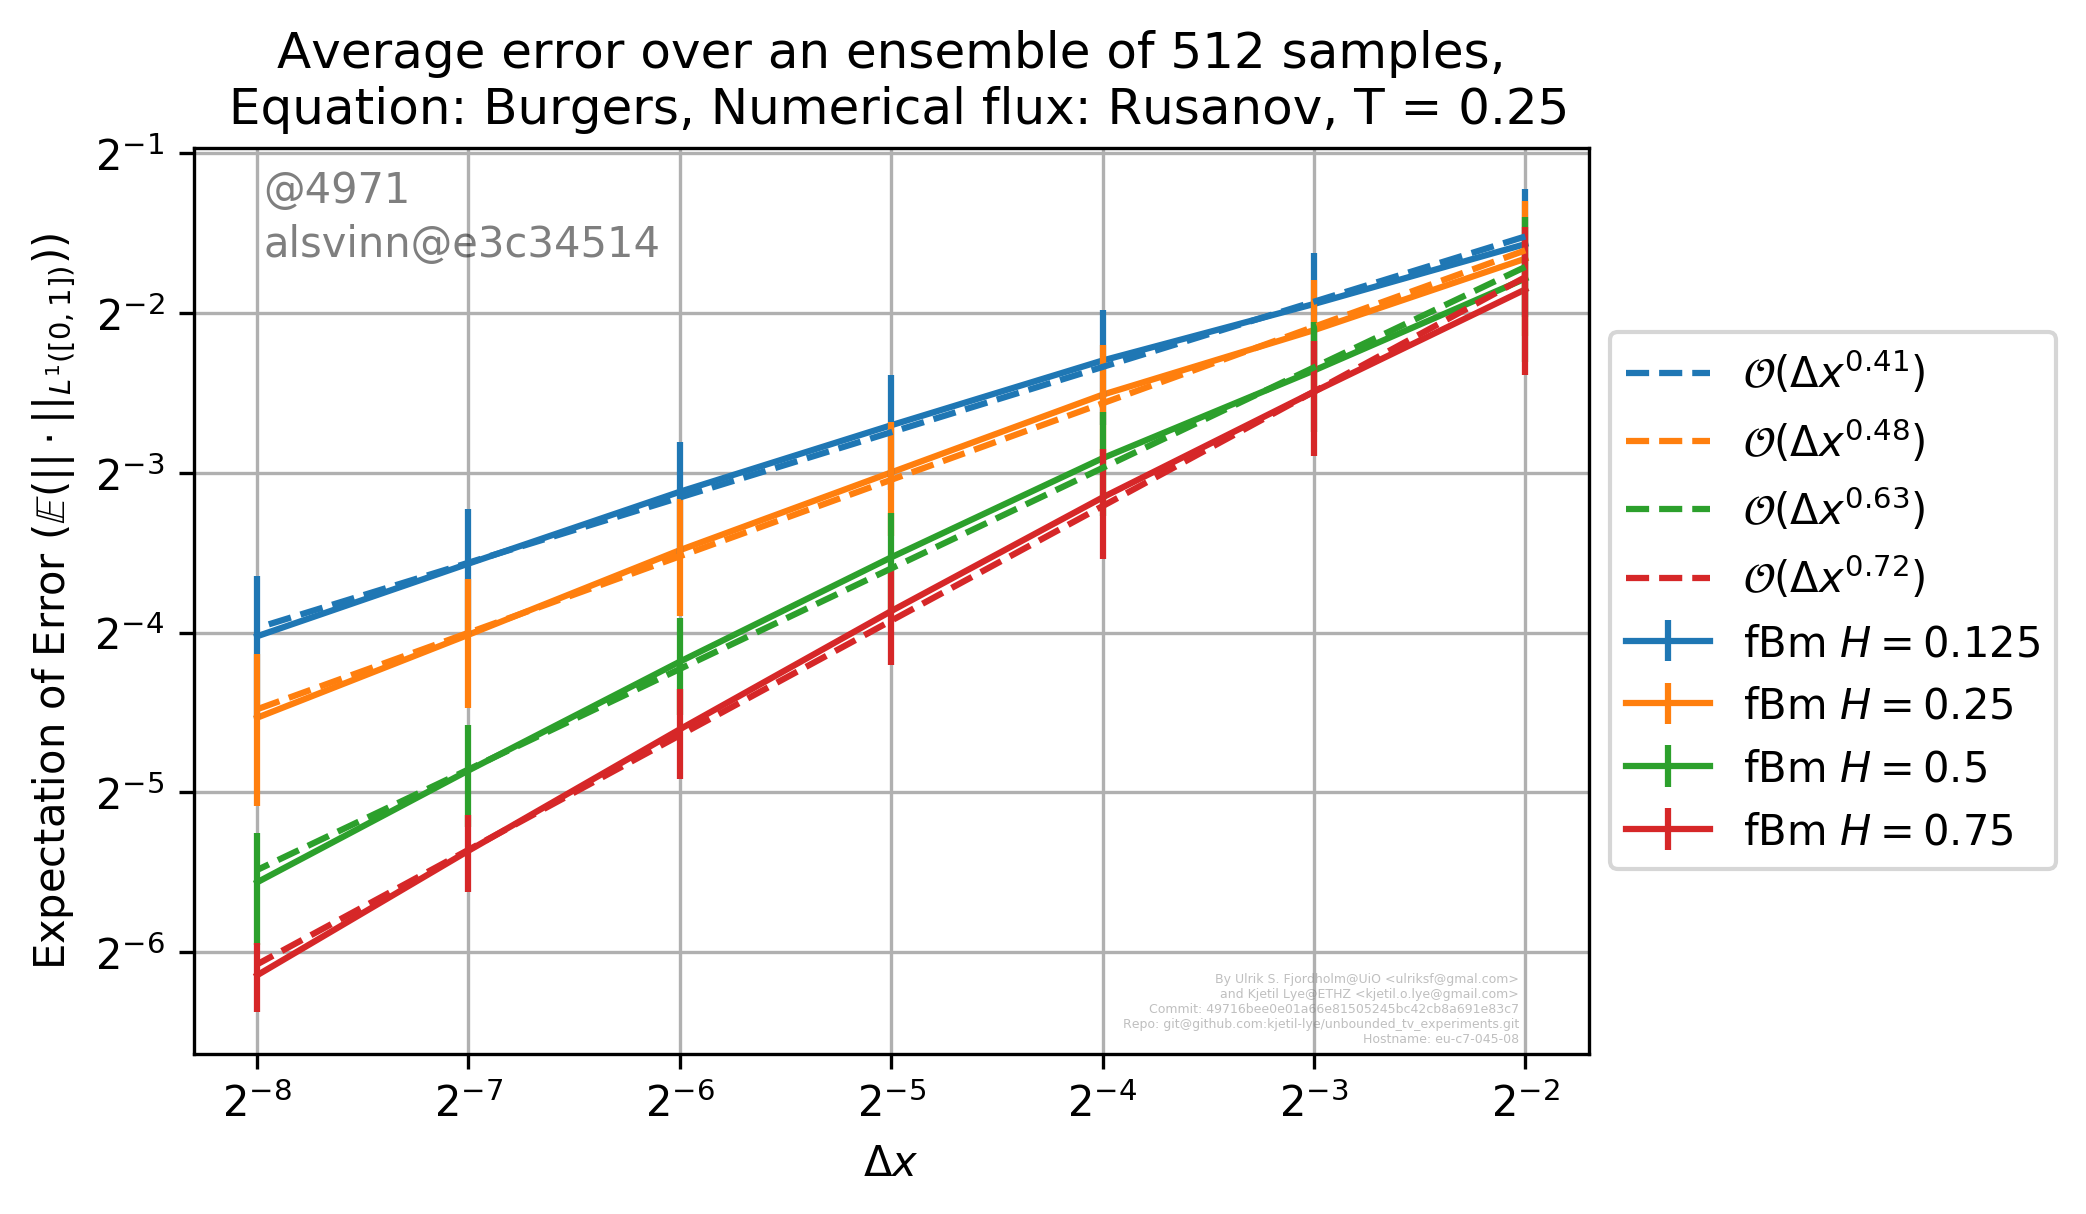 Average error over an ensemble of 512 samples,
Equation: Burgers, Numerical flux: Rusanov, T = 0.25
@4971
alsvinn@e3c34514
Expectation of Error (𝔼(||·||_{L^1([0,1])}))
2^{-1}
2^{-2}
2^{-3}
2^{-4}
2^{-5}
2^{-6}
2^{-8}
2^{-7}
2^{-6}
2^{-5}
2^{-4}
2^{-3}
2^{-2}
Δx
𝒪(Δx^{0.41})
𝒪(Δx^{0.48})
𝒪(Δx^{0.63})
𝒪(Δx^{0.72})
fBm H = 0.125
fBm H = 0.25
fBm H = 0.5
fBm H = 0.75
By Ulrik S. Fjordholm@UiO <ulriksf@gmal.com>
and Kjetil Lye@ETHZ <kjetil.o.lye@gmail.com>
Commit: 49716bee0e01a66e81505245bc42cb8a691e83c7
Repo: git@github.com:kjetil-lye/unbounded_tv_experiments.git
Hostname: eu-c7-045-08